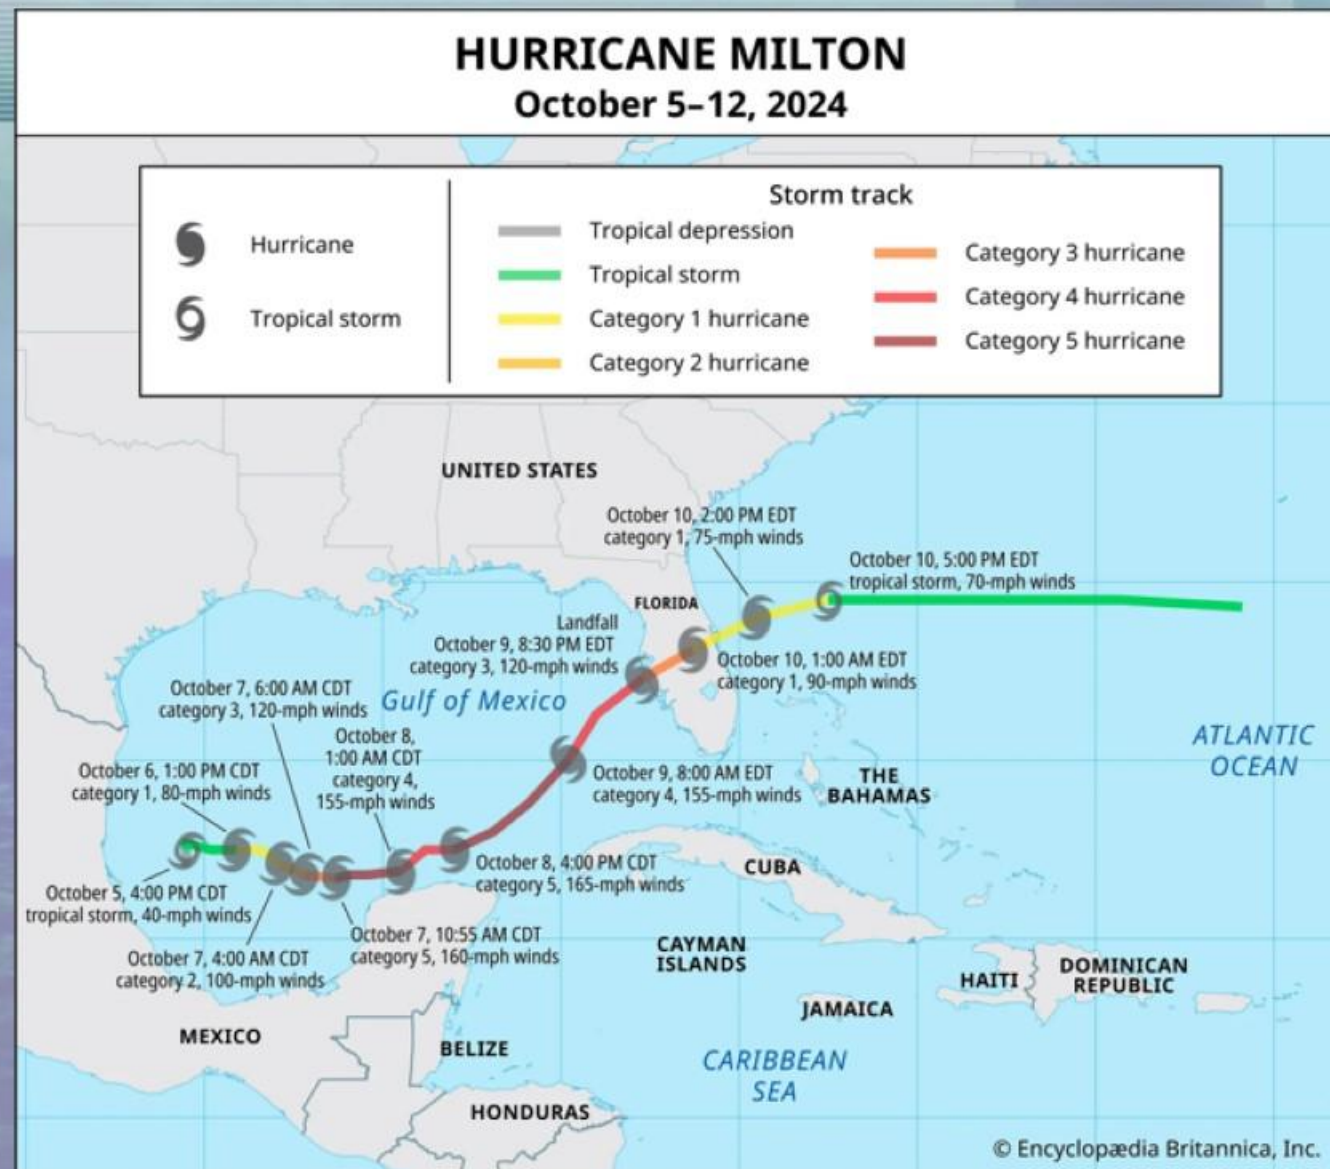 HURRICANE MILTON
October 5–12, 2024
Hurricane
Tropical storm
Storm track
Tropical depression
Tropical storm
Category 1 hurricane
Category 2 hurricane
Category 3 hurricane
Category 4 hurricane
Category 5 hurricane
UNITED STATES
October 10, 2:00 PM EDT
category 1, 75-mph winds
October 10, 5:00 PM EDT
tropical storm, 70-mph winds
FLORIDA
Landfall
October 9, 8:30 PM EDT
category 3, 120-mph winds
October 10, 1:00 AM EDT
category 1, 90-mph winds
October 7, 6:00 AM CDT
category 3, 120-mph winds
Gulf of Mexico
October 8,
1:00 AM CDT
category 4,
155-mph winds
ATLANTIC
OCEAN
October 6, 1:00 PM CDT
category 1, 80-mph winds
October 9, 8:00 AM EDT
category 4, 155-mph winds
THE
BAHAMAS
October 8, 4:00 PM CDT
category 5, 165-mph winds
CUBA
October 5, 4:00 PM CDT
tropical storm, 40-mph winds
October 7, 10:55 AM CDT
category 5, 160-mph winds
October 7, 4:00 AM CDT
category 2, 100-mph winds
CAYMAN
ISLANDS
HAITI
DOMINICAN
REPUBLIC
JAMAICA
MEXICO
BELIZE
CARIBBEAN
SEA
HONDURAS
© Encyclopædia Britannica, Inc.